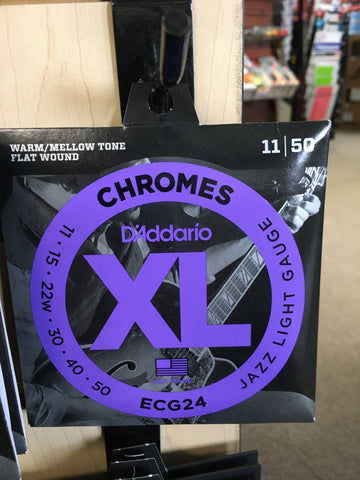 WARM/MELLOW TONE
FLAT WOUND
11|50
CHROMES
D'Addario
XL
11 • 15 • 22W • 30 • 40 • 50
JAZZ LIGHT GAUGE
ECG24